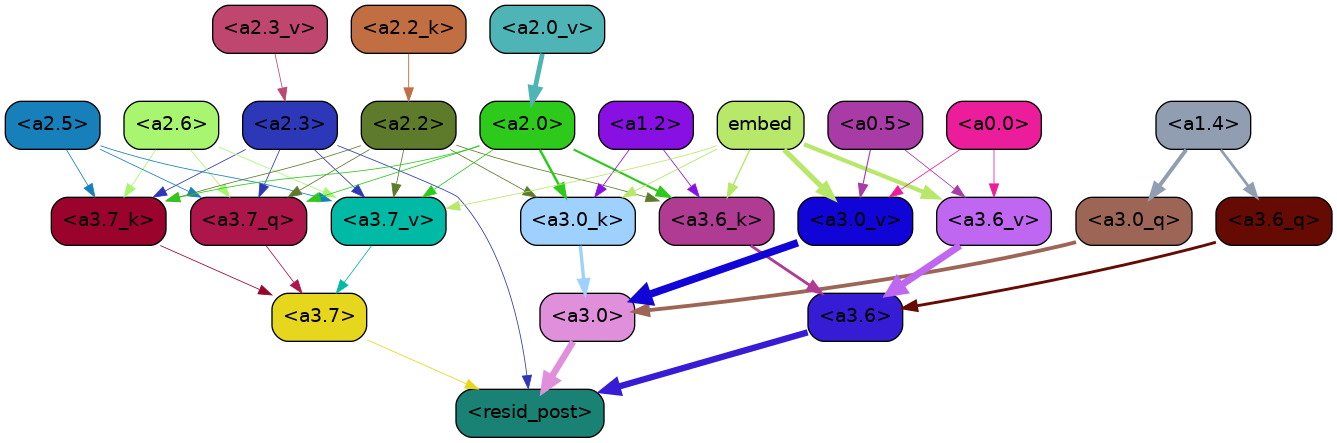 <a2.3_v> <a2.2_k> <a2.0_v>
<a2.5> <a2.6> <a2.3> <a2.2> <a2.0> <a1.2> embed <a0.5> <a0.0> <a1.4>
<a3.7_k> <a3.7_q> <a3.7_v> <a3.0_k> <a3.6_k> <a3.0_v> <a3.6_v> <a3.0_q> <a3.6_q>
<a3.7> <a3.0> <a3.6>
<resid_post>